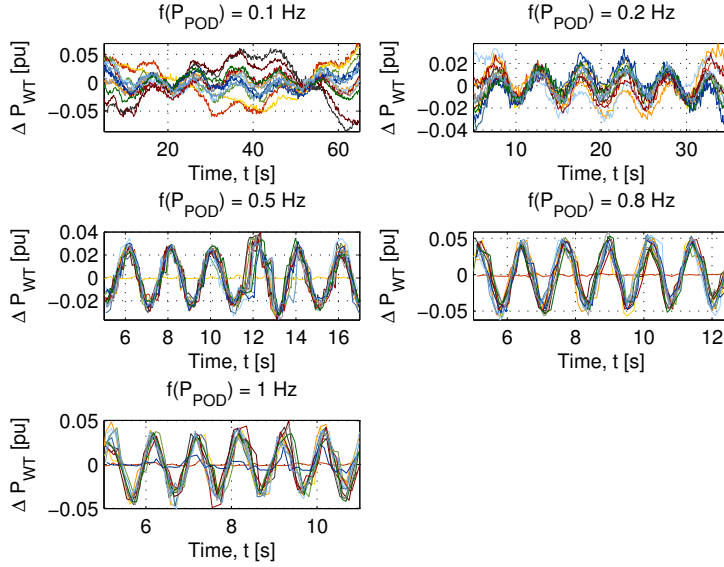 f(P_POD) = 0.1 Hz
Δ P_WT [pu]
0.05
0
−0.05
20 40 60
Time, t [s]
f(P_POD) = 0.2 Hz
Δ P_WT [pu]
0.02
0
−0.02
−0.04
10 20 30
Time, t [s]
f(P_POD) = 0.5 Hz
Δ P_WT [pu]
0.04
0.02
0
−0.02
6 8 10 12 14 16
Time, t [s]
f(P_POD) = 0.8 Hz
Δ P_WT [pu]
0.05
0
−0.05
6 8 10 12
Time, t [s]
f(P_POD) = 1 Hz
Δ P_WT [pu]
0.05
0
−0.05
6 8 10
Time, t [s]